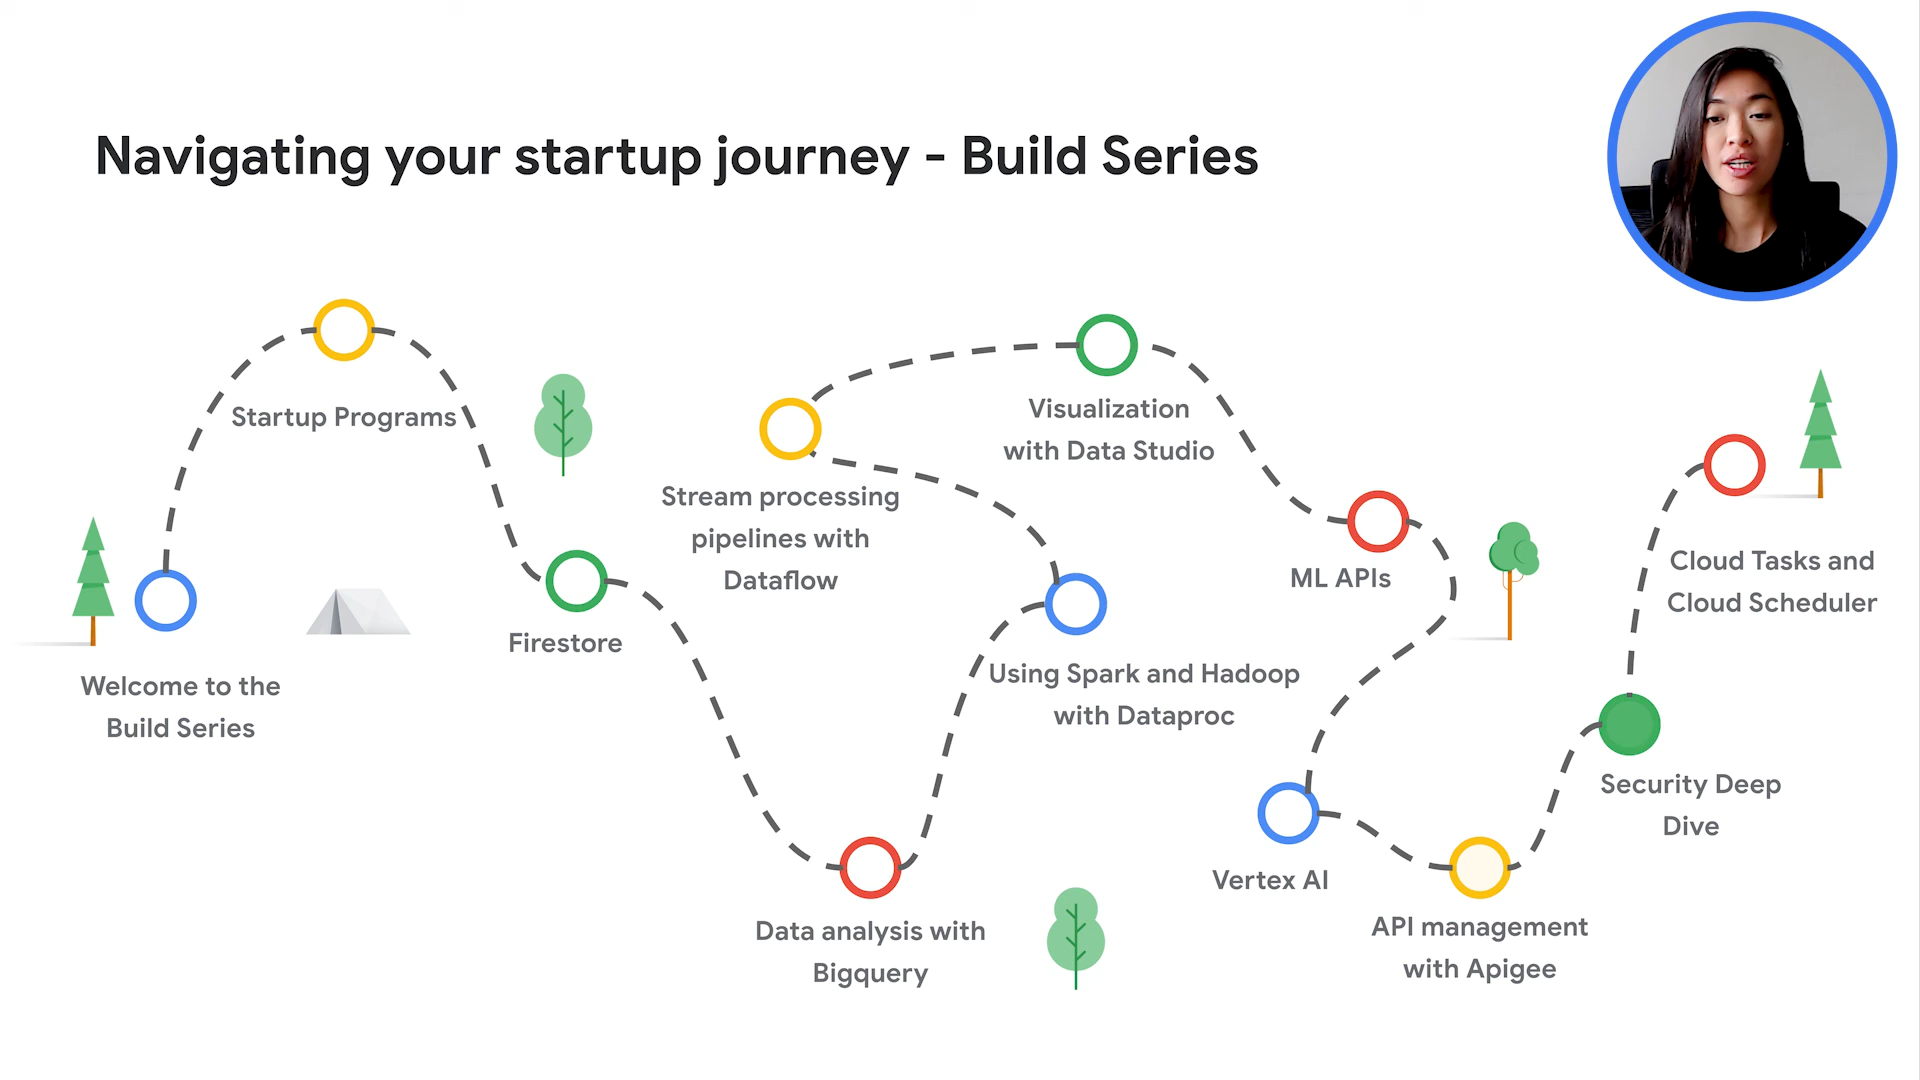 Navigating your startup journey - Build Series
Welcome to the
Build Series
Startup Programs
Firestore
Data analysis with
Bigquery
Using Spark and Hadoop
with Dataproc
Stream processing
pipelines with
Dataflow
Visualization
with Data Studio
ML APIs
Vertex AI
API management
with Apigee
Security Deep
Dive
Cloud Tasks and
Cloud Scheduler